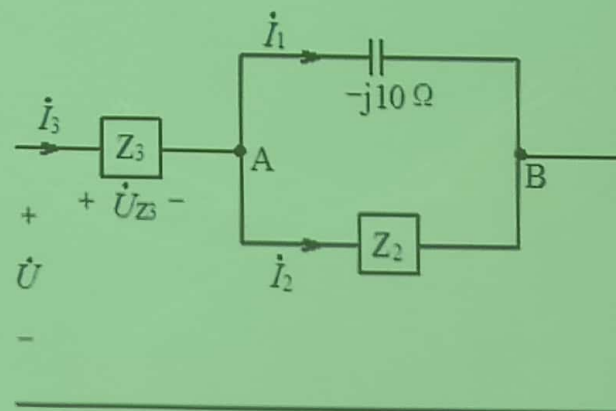 İ₁
−j10 Ω
İ₃
Z₃
A
B
+ U̇Z3 −
+
U̇
−
İ₂
Z₂